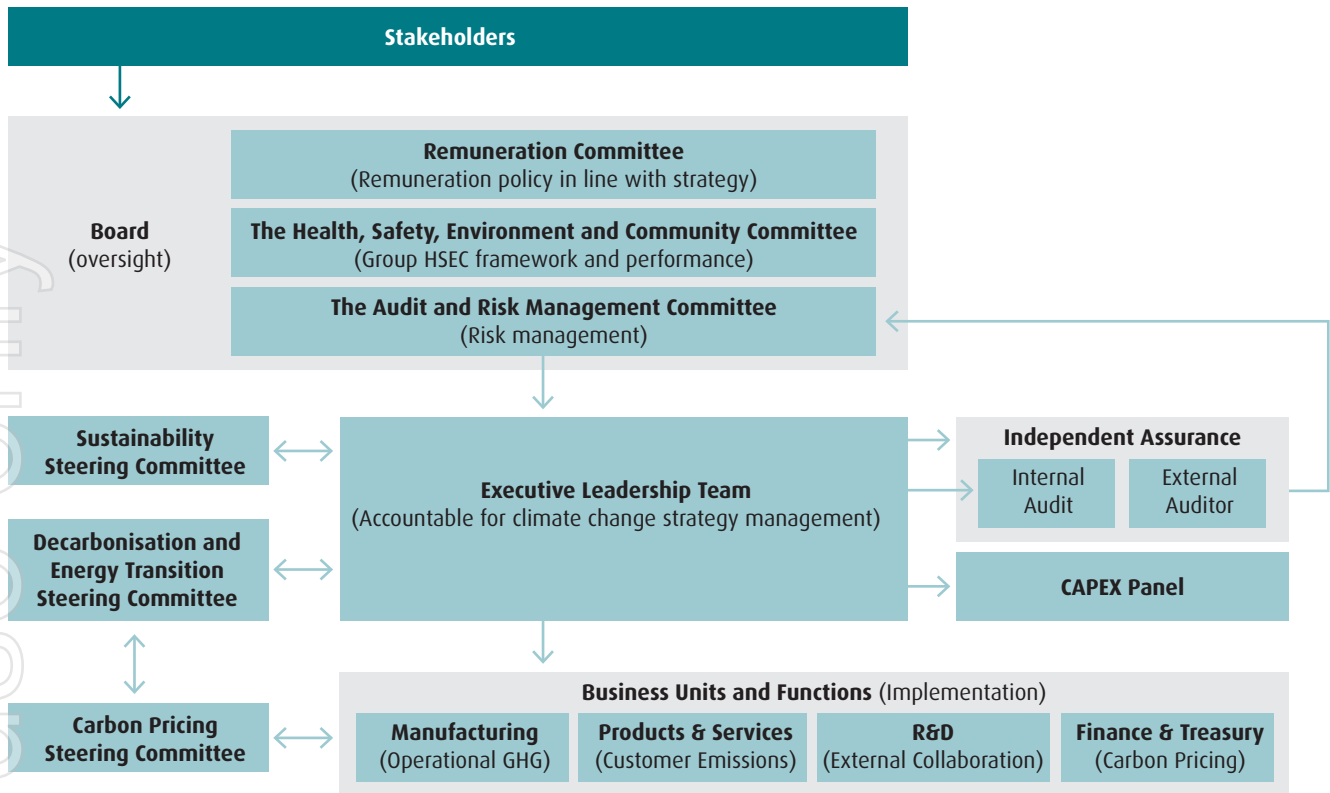 Stakeholders
Remuneration Committee
(Remuneration policy in line with strategy)
Board
(oversight)
The Health, Safety, Environment and Community Committee
(Group HSEC framework and performance)
The Audit and Risk Management Committee
(Risk management)
Sustainability
Steering Committee
Executive Leadership Team
(Accountable for climate change strategy management)
Independent Assurance
Internal
Audit
External
Auditor
Decarbonisation and
Energy Transition
Steering Committee
CAPEX Panel
Carbon Pricing
Steering Committee
Business Units and Functions (Implementation)
Manufacturing
(Operational GHG)
Products & Services
(Customer Emissions)
R&D
(External Collaboration)
Finance & Treasury
(Carbon Pricing)